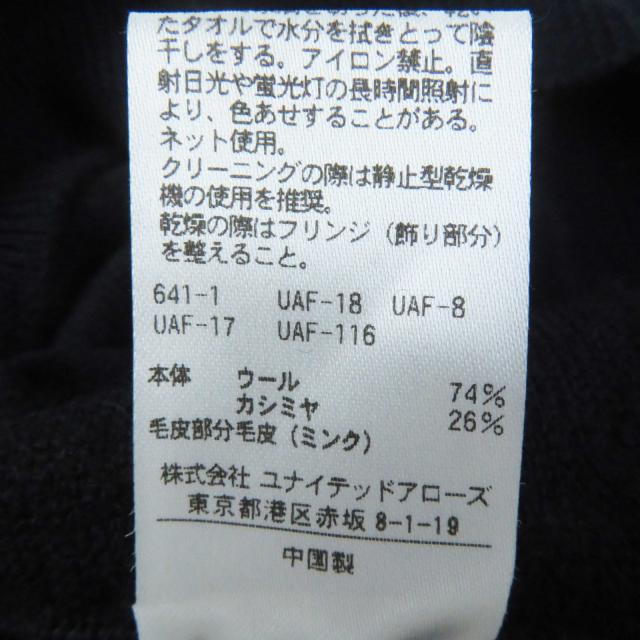 たタオルで水分を拭きとって陰
干しをする。アイロン禁止。直
射日光や蛍光灯の長時間照射に
より、色あせすることがある。
ネット使用。
クリーニングの際は静止型乾燥
機の使用を推奨。
乾燥の際はフリンジ（飾り部分）
を整えること。
641-1 UAF-18 UAF-8
UAF-17 UAF-116
本体 ウール 74%
カシミヤ 26%
毛皮部分毛皮（ミンク）
株式会社 ユナイテッドアローズ
東京都港区赤坂 8-1-19
中国製